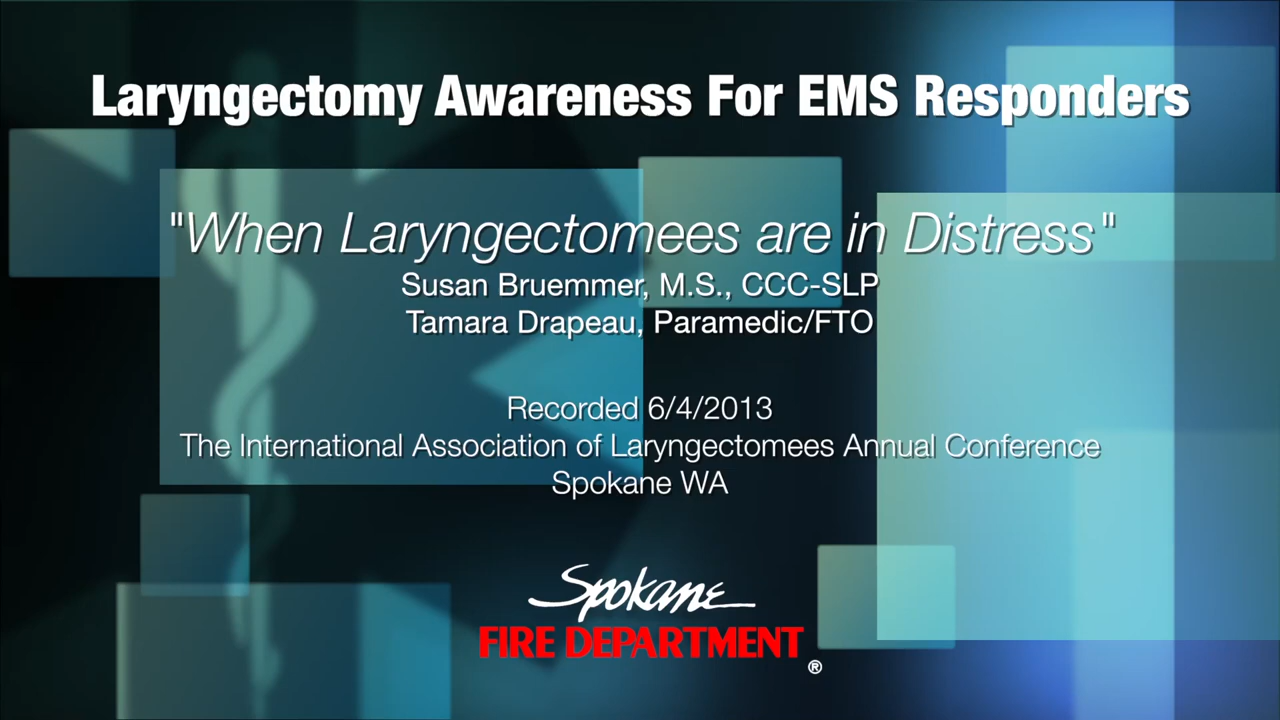 Laryngectomy Awareness For EMS Responders
"When Laryngectomees are in Distress"
Susan Bruemmer, M.S., CCC-SLP
Tamara Drapeau, Paramedic/FTO
Recorded 6/4/2013
The International Association of Laryngectomees Annual Conference
Spokane WA
Spokane
FIRE DEPARTMENT
®